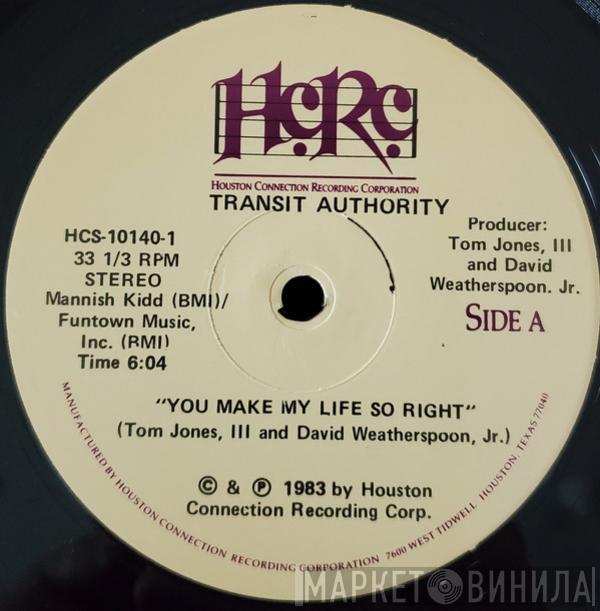 HCRC
HOUSTON CONNECTION RECORDING CORPORATION
TRANSIT AUTHORITY
HCS-10140-1
33 1/3 RPM
STEREO
Mannish Kidd (BMI)/
Funtown Music,
Inc. (RMI)
Time 6:04
Producer:
Tom Jones, III
and David
Weatherspoon. Jr.
SIDE A
"YOU MAKE MY LIFE SO RIGHT"
(Tom Jones, III and David Weatherspoon, Jr.)
© & ℗ 1983 by Houston
Connection Recording Corp.
MANUFACTURED BY HOUSTON CONNECTION RECORDING CORPORATION 7600 WEST TIDWELL HOUSTON, TEXAS 77040
МАРКЕТ ВИНИЛА